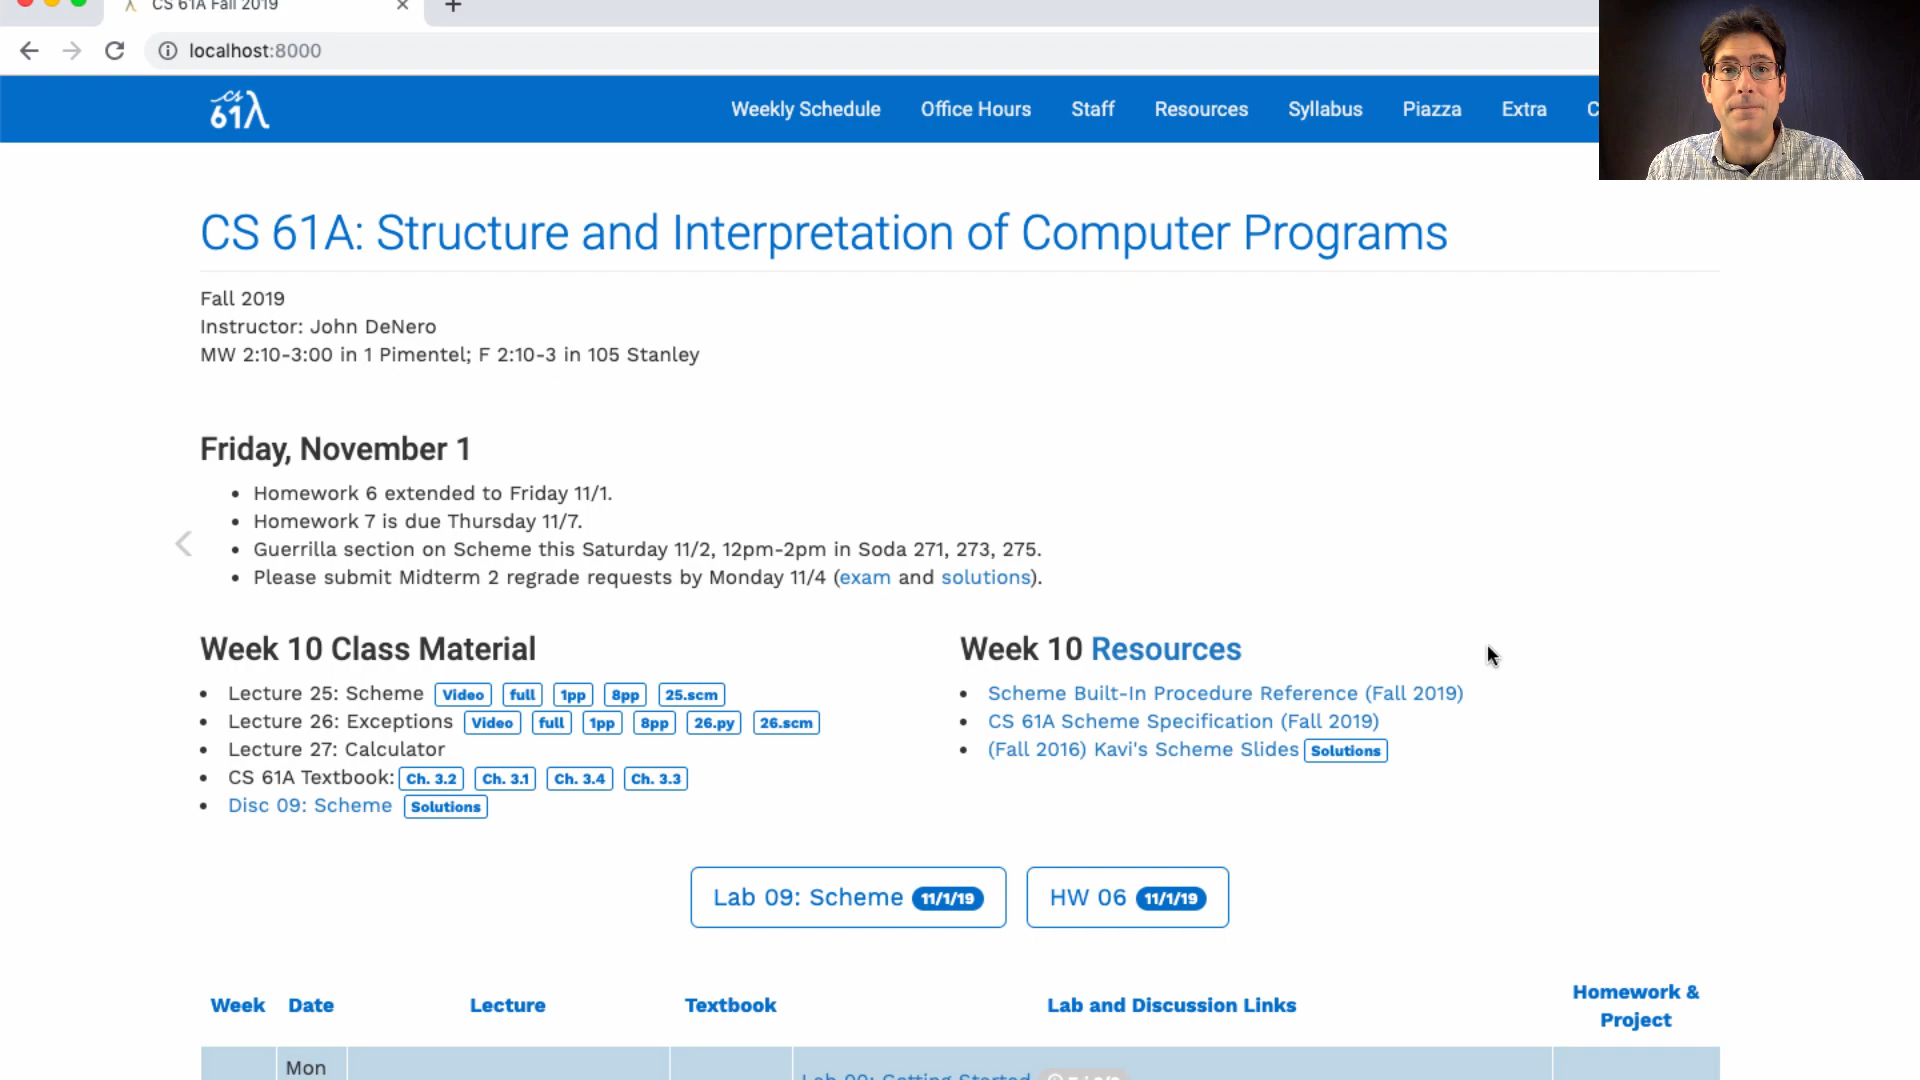 CS 61A Fall 2019
localhost:8000
cs
61λ
Weekly Schedule Office Hours Staff Resources Syllabus Piazza Extra C
CS 61A: Structure and Interpretation of Computer Programs
Fall 2019
Instructor: John DeNero
MW 2:10-3:00 in 1 Pimentel; F 2:10-3 in 105 Stanley
Friday, November 1
• Homework 6 extended to Friday 11/1.
• Homework 7 is due Thursday 11/7.
• Guerrilla section on Scheme this Saturday 11/2, 12pm-2pm in Soda 271, 273, 275.
• Please submit Midterm 2 regrade requests by Monday 11/4 (exam and solutions).
Week 10 Class Material
• Lecture 25: Scheme Video full 1pp 8pp 25.scm
• Lecture 26: Exceptions Video full 1pp 8pp 26.py 26.scm
• Lecture 27: Calculator
• CS 61A Textbook: Ch. 3.2 Ch. 3.1 Ch. 3.4 Ch. 3.3
• Disc 09: Scheme Solutions
Week 10 Resources
• Scheme Built-In Procedure Reference (Fall 2019)
• CS 61A Scheme Specification (Fall 2019)
• (Fall 2016) Kavi's Scheme Slides Solutions
Lab 09: Scheme 11/1/19 HW 06 11/1/19
Week Date Lecture Textbook Lab and Discussion Links Homework & Project
Mon
Lab 00: Getting Started